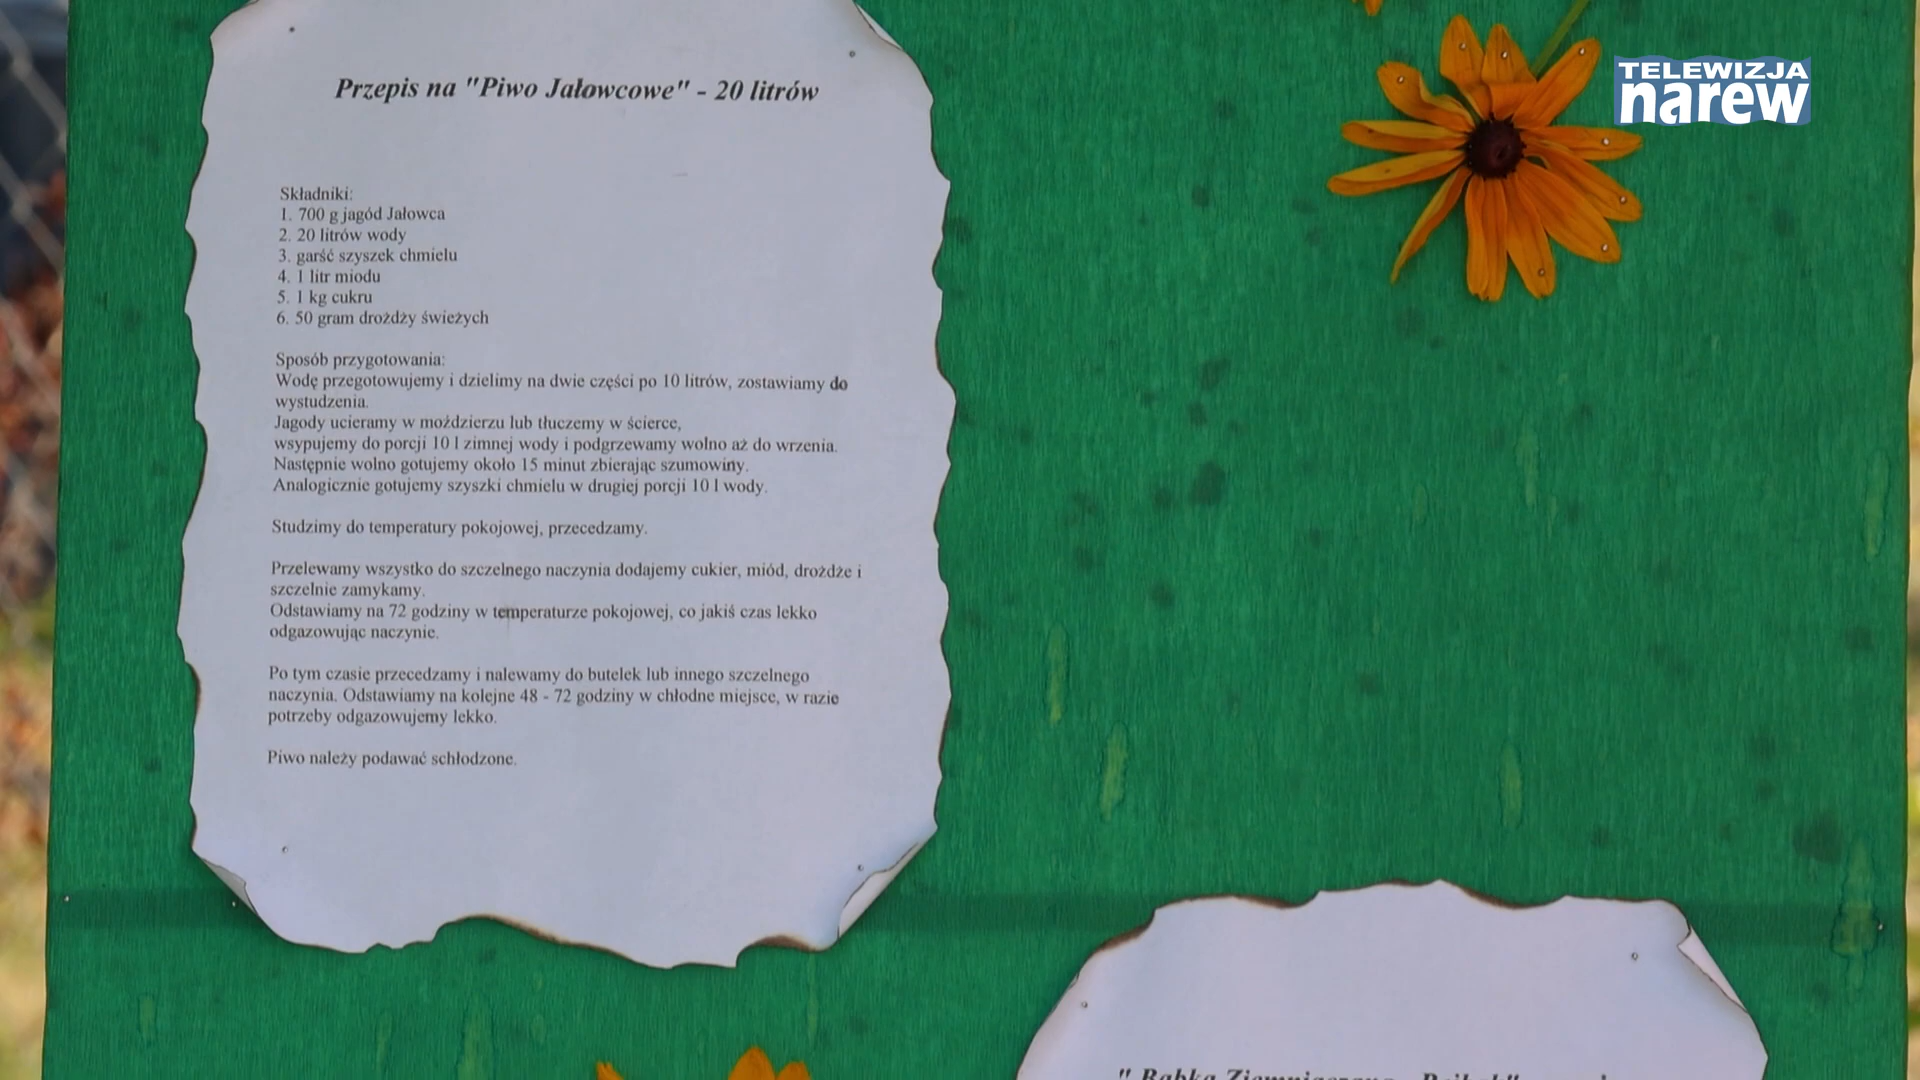 TELEWIZJA
narew
Przepis na "Piwo Jałowcowe" - 20 litrów
Składniki:
1. 700 g jagód Jałowca
2. 20 litrów wody
3. garść szyszek chmielu
4. 1 litr miodu
5. 1 kg cukru
6. 50 gram drożdży świeżych
Sposób przygotowania:
Wodę przegotowujemy i dzielimy na dwie części po 10 litrów, zostawiamy do
wystudzenia.
Jagody ucieramy w moździerzu lub tłuczemy w ścierce,
wsypujemy do porcji 10 l zimnej wody i podgrzewamy wolno aż do wrzenia.
Następnie wolno gotujemy około 15 minut zbierając szumowiny.
Analogicznie gotujemy szyszki chmielu w drugiej porcji 10 l wody.
Studzimy do temperatury pokojowej, przecedzamy.
Przelewamy wszystko do szczelnego naczynia dodajemy cukier, miód, drożdże i
szczelnie zamykamy.
Odstawiamy na 72 godziny w temperaturze pokojowej, co jakiś czas lekko
odgazowując naczynie.
Po tym czasie przecedzamy i nalewamy do butelek lub innego szczelnego
naczynia. Odstawiamy na kolejne 48 - 72 godziny w chłodne miejsce, w razie
potrzeby odgazowujemy lekko.
Piwo należy podawać schłodzone.